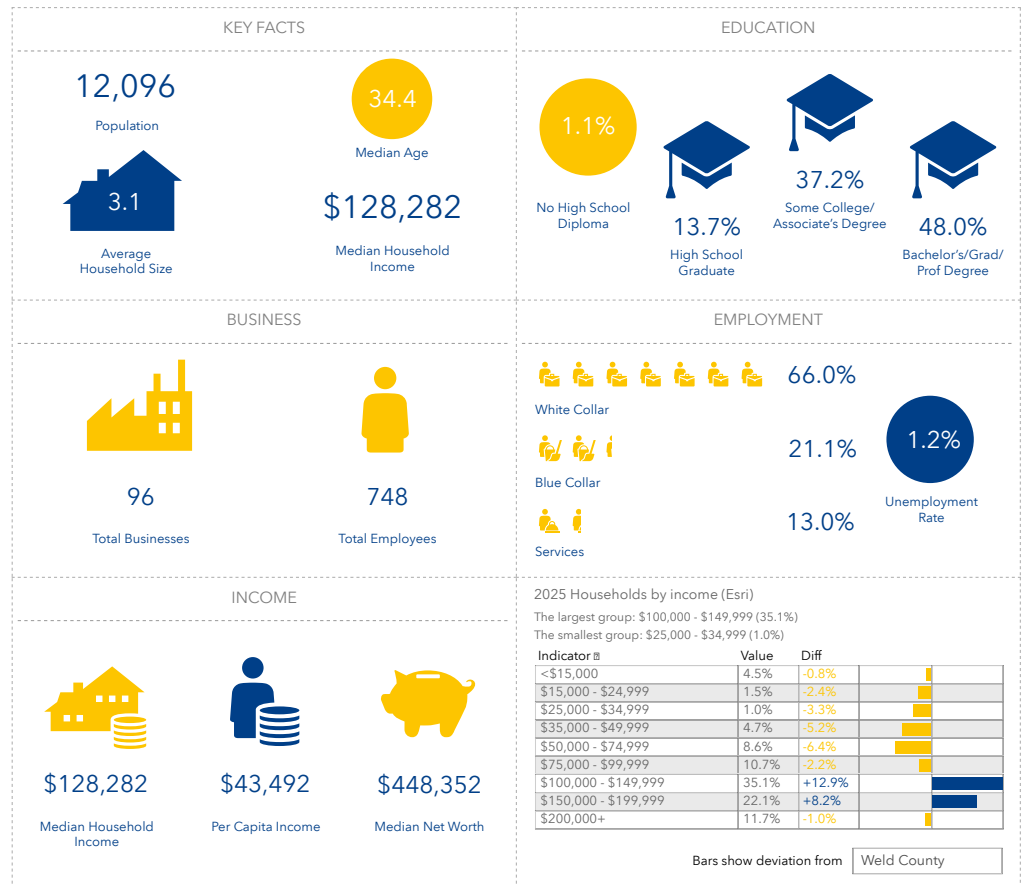 KEY FACTS
12,096
Population
34.4
Median Age
3.1
Average
Household Size
$128,282
Median Household
Income
EDUCATION
1.1%
No High School
Diploma
13.7%
High School
Graduate
37.2%
Some College/
Associate's Degree
48.0%
Bachelor's/Grad/
Prof Degree
BUSINESS
96
Total Businesses
748
Total Employees
EMPLOYMENT
66.0%
White Collar
21.1%
Blue Collar
13.0%
Services
1.2%
Unemployment
Rate
INCOME
$128,282
Median Household
Income
$43,492
Per Capita Income
$448,352
Median Net Worth
2025 Households by income (Esri)
The largest group: $100,000 - $149,999 (35.1%)
The smallest group: $25,000 - $34,999 (1.0%)
Indicator Value Diff
<$15,000 4.5% -0.8%
$15,000 - $24,999 1.5% -2.4%
$25,000 - $34,999 1.0% -3.3%
$35,000 - $49,999 4.7% -5.2%
$50,000 - $74,999 8.6% -6.4%
$75,000 - $99,999 10.7% -2.2%
$100,000 - $149,999 35.1% +12.9%
$150,000 - $199,999 22.1% +8.2%
$200,000+ 11.7% -1.0%
Bars show deviation from Weld County